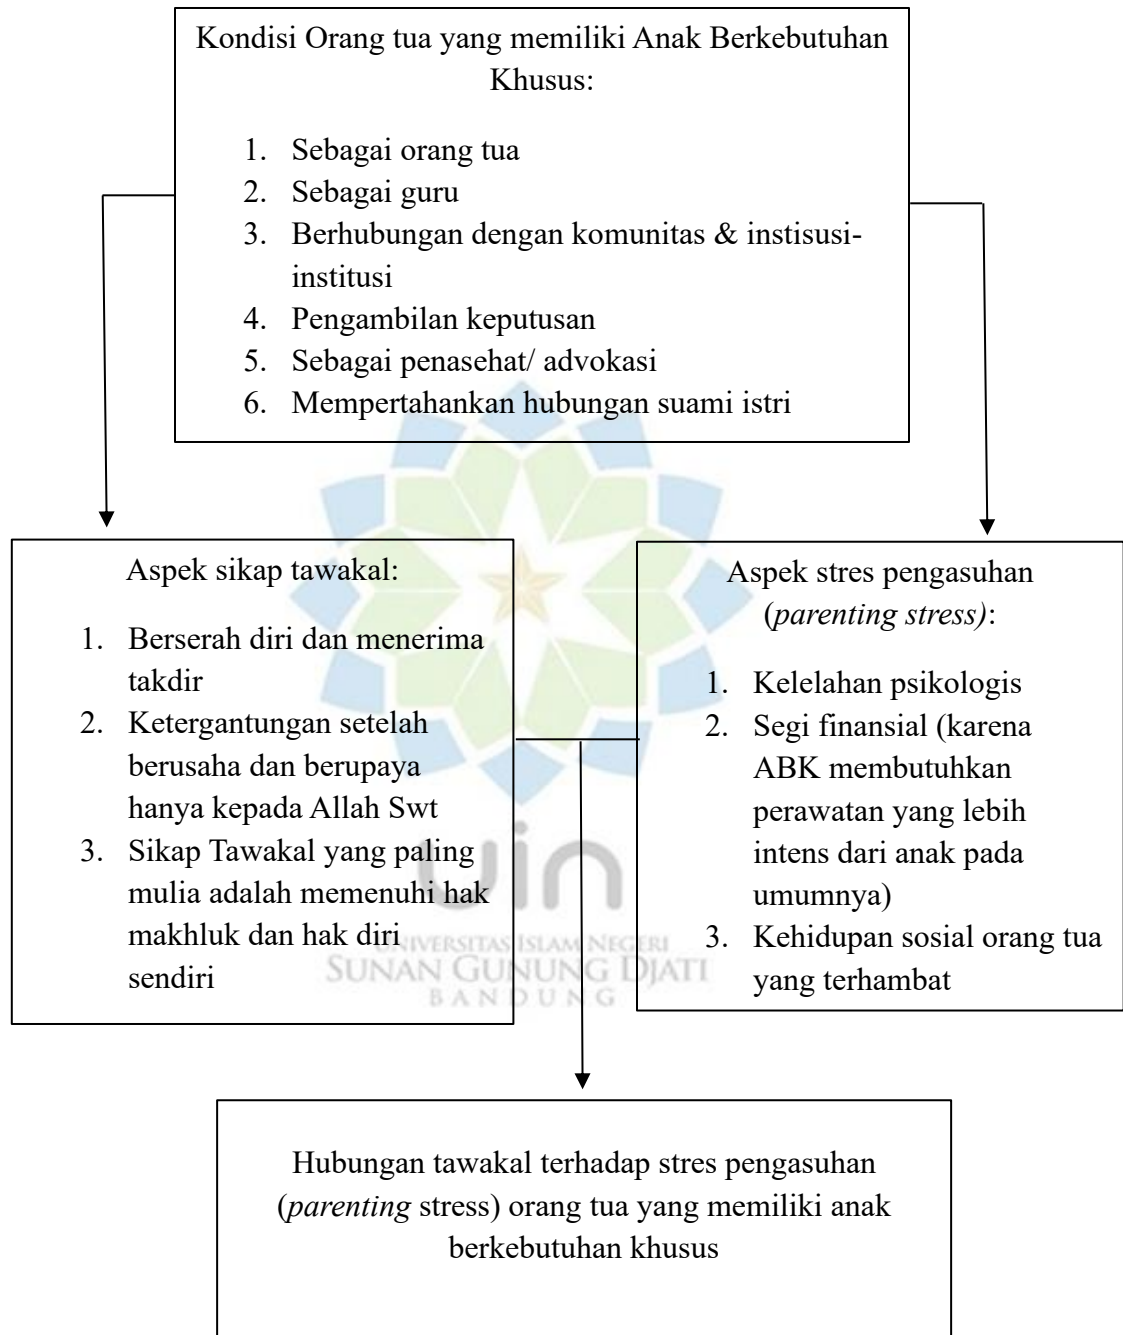 Kondisi Orang tua yang memiliki Anak Berkebutuhan
Khusus:
1. Sebagai orang tua
2. Sebagai guru
3. Berhubungan dengan komunitas & instisusi-
institusi
4. Pengambilan keputusan
5. Sebagai penasehat/ advokasi
6. Mempertahankan hubungan suami istri
Aspek sikap tawakal:
1. Berserah diri dan menerima
takdir
2. Ketergantungan setelah
berusaha dan berupaya
hanya kepada Allah Swt
3. Sikap Tawakal yang paling
mulia adalah memenuhi hak
makhluk dan hak diri
sendiri
Aspek stres pengasuhan
(parenting stress):
1. Kelelahan psikologis
2. Segi finansial (karena
ABK membutuhkan
perawatan yang lebih
intens dari anak pada
umumnya)
3. Kehidupan sosial orang tua
yang terhambat
uin
UNIVERSITAS ISLAM NEGERI
SUNAN GUNUNG DJATI
BANDUNG
Hubungan tawakal terhadap stres pengasuhan
(parenting stress) orang tua yang memiliki anak
berkebutuhan khusus